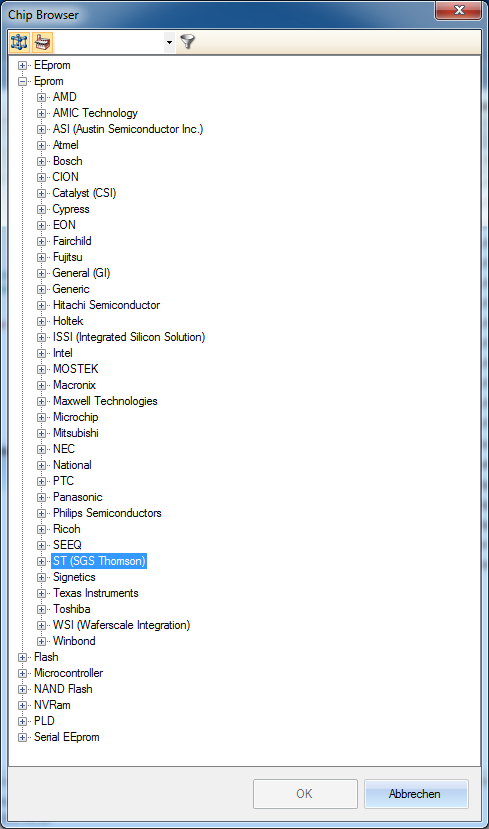 Chip Browser
EEprom
Eprom
AMD
AMIC Technology
ASI (Austin Semiconductor Inc.)
Atmel
Bosch
CION
Catalyst (CSI)
Cypress
EON
Fairchild
Fujitsu
General (GI)
Generic
Hitachi Semiconductor
Holtek
ISSI (Integrated Silicon Solution)
Intel
MOSTEK
Macronix
Maxwell Technologies
Microchip
Mitsubishi
NEC
National
PTC
Panasonic
Philips Semiconductors
Ricoh
SEEQ
ST (SGS Thomson)
Signetics
Texas Instruments
Toshiba
WSI (Waferscale Integration)
Winbond
Flash
Microcontroller
NAND Flash
NVRam
PLD
Serial EEprom
OK Abbrechen